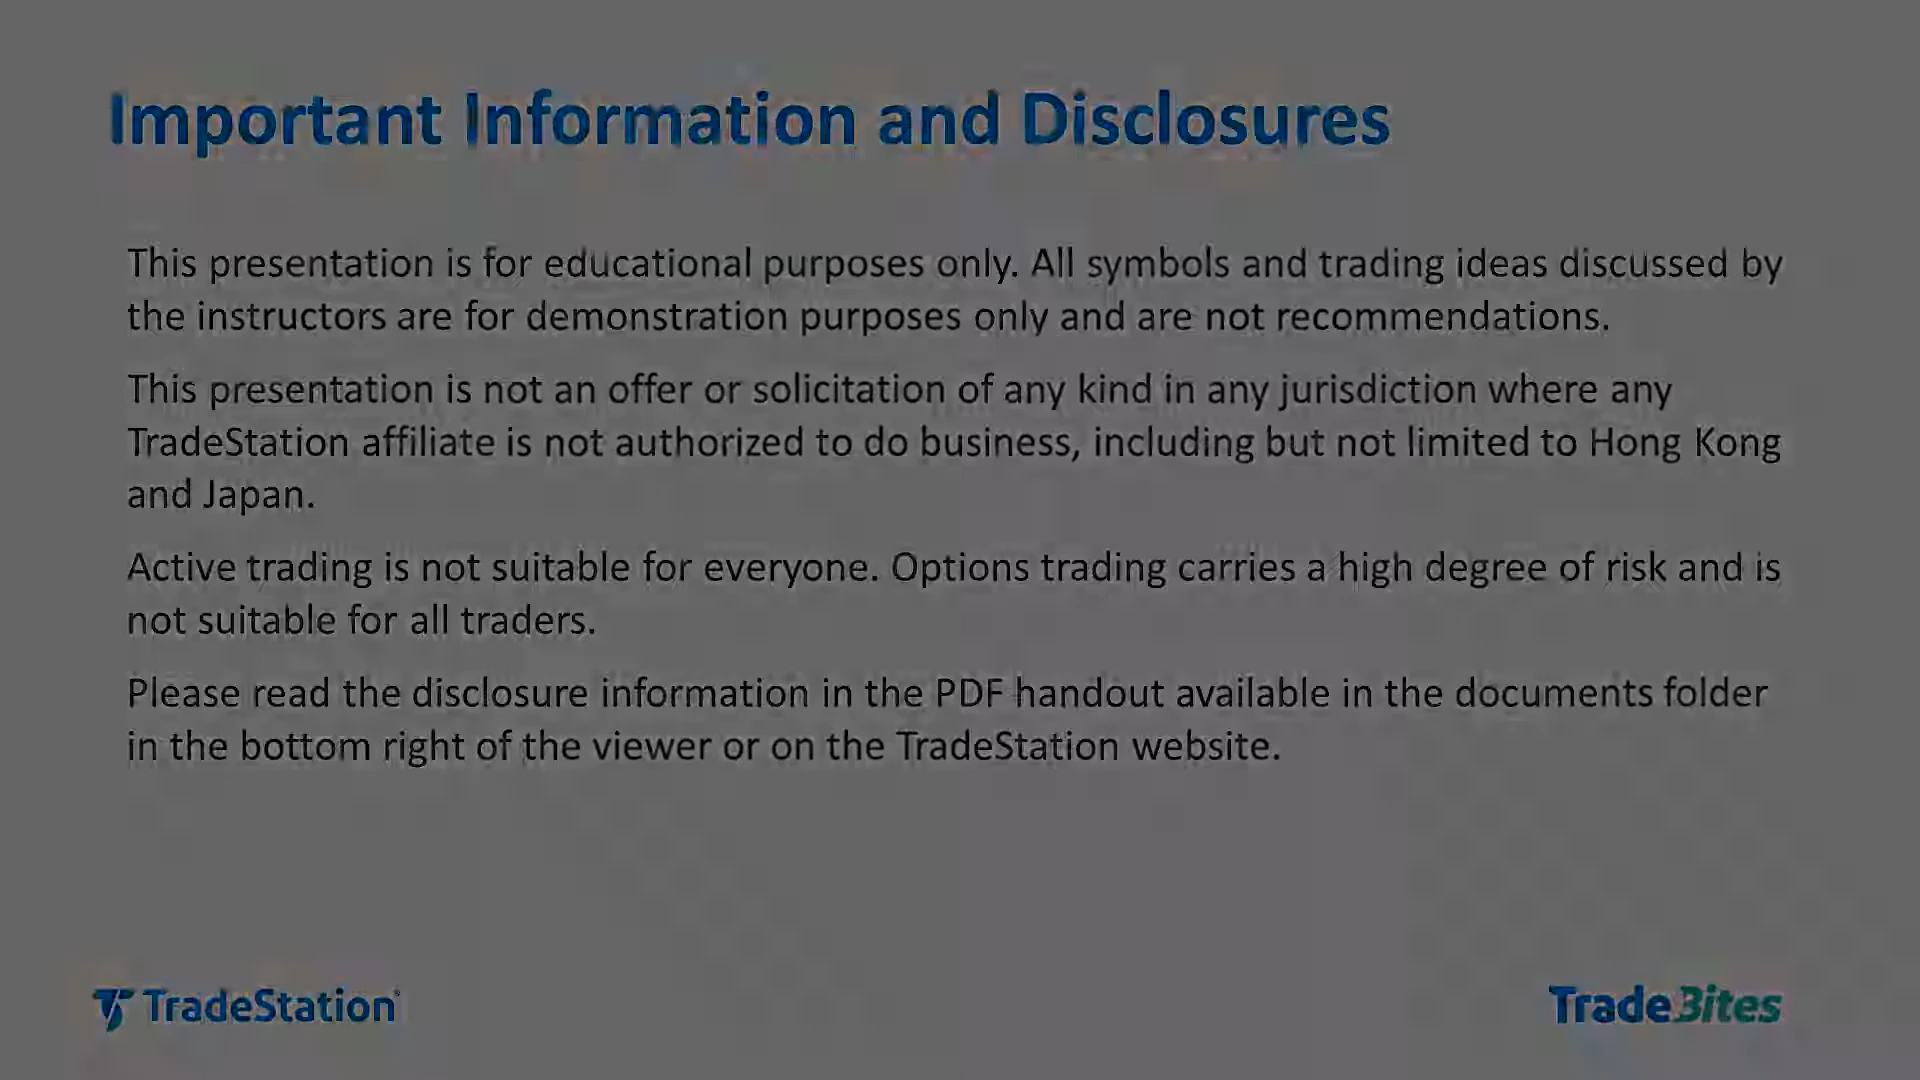 Important Information and Disclosures
This presentation is for educational purposes only. All symbols and trading ideas discussed by
the instructors are for demonstration purposes only and are not recommendations.
This presentation is not an offer or solicitation of any kind in any jurisdiction where any
TradeStation affiliate is not authorized to do business, including but not limited to Hong Kong
and Japan.
Active trading is not suitable for everyone. Options trading carries a high degree of risk and is
not suitable for all traders.
Please read the disclosure information in the PDF handout available in the documents folder
in the bottom right of the viewer or on the TradeStation website.
TradeStation
TradeBites